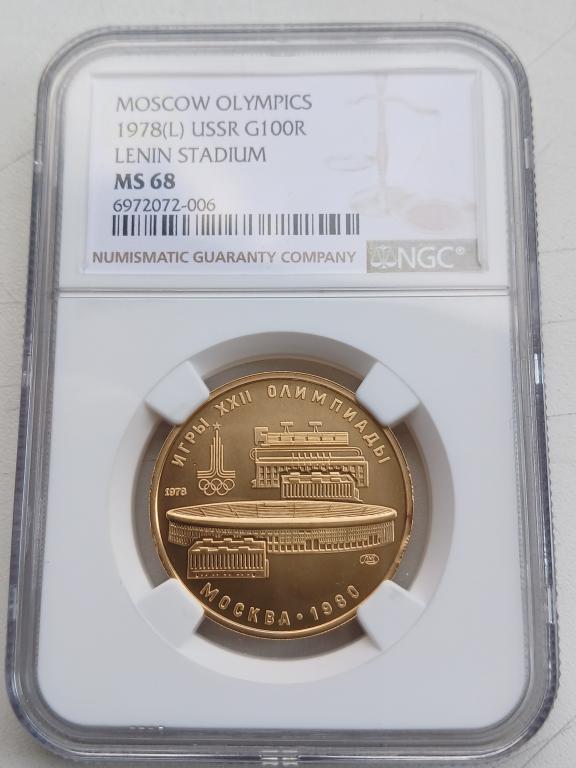 MOSCOW OLYMPICS
1978(L) USSR G100R
LENIN STADIUM
MS 68
6972072-006
NUMISMATIC GUARANTY COMPANY
NGC®
ИГРЫ XXII ОЛИМПИАДЫ
1978
МОСКВА · 1980